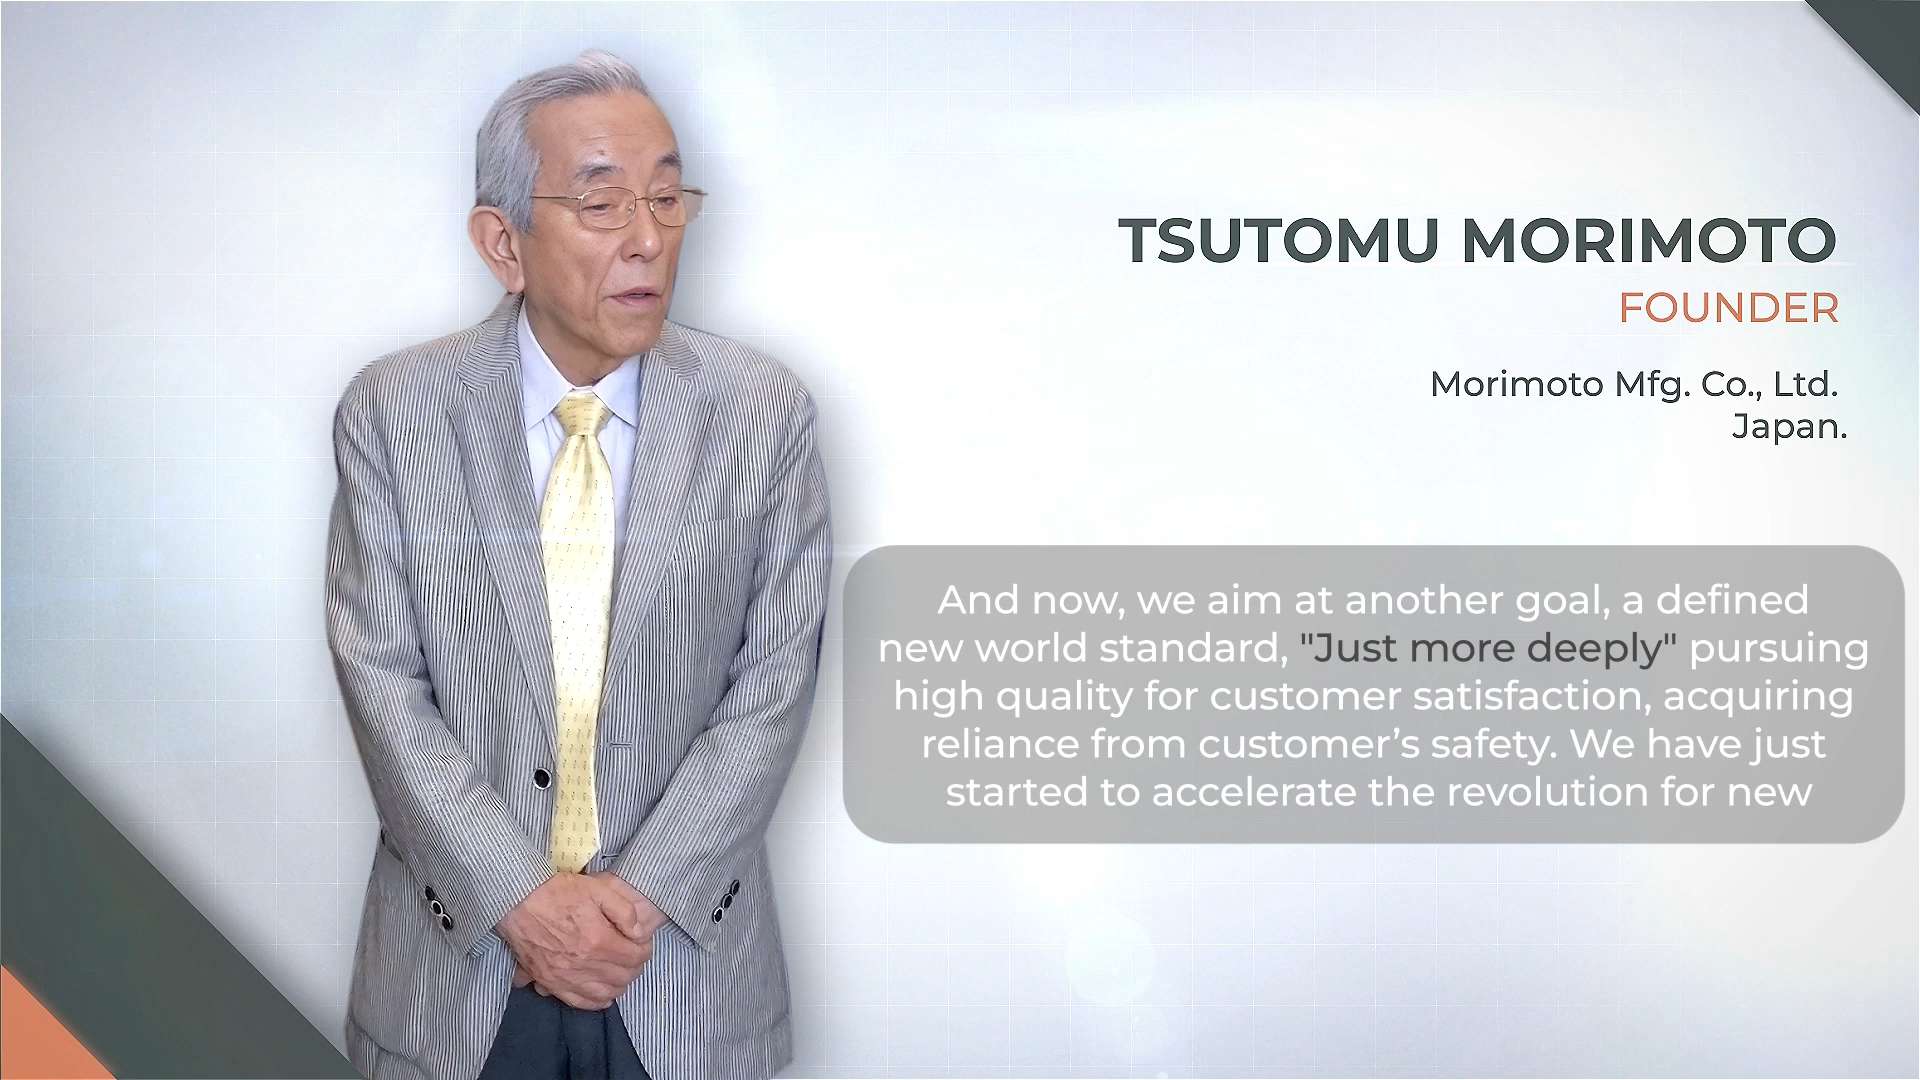 TSUTOMU MORIMOTO
FOUNDER
Morimoto Mfg. Co., Ltd.
Japan.
And now, we aim at another goal, a defined
new world standard, "Just more deeply" pursuing
high quality for customer satisfaction, acquiring
reliance from customer’s safety. We have just
started to accelerate the revolution for new